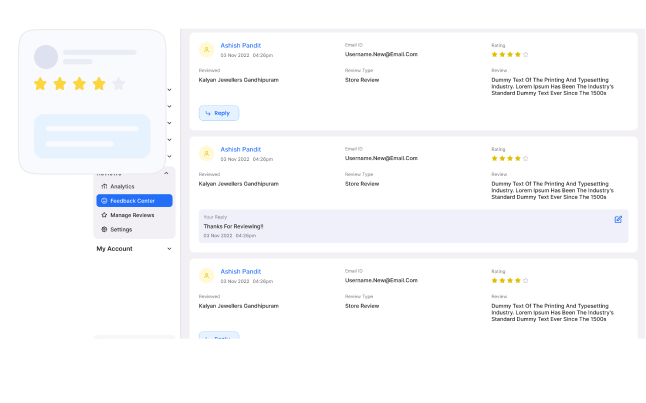 Reviews
Analytics
Feedback Center
Manage Reviews
Settings
My Account
Ashish Pandit
03 Nov 2022 04:26pm
Email ID
Username.New@Email.Com
Rating
Reviewed
Kalyan Jewellers Gandhipuram
Review Type
Store Review
Review
Dummy Text Of The Printing And Typesetting
Industry. Lorem Ipsum Has Been The Industry's
Standard Dummy Text Ever Since The 1500s
Reply
Ashish Pandit
03 Nov 2022 04:26pm
Email ID
Username.New@Email.Com
Rating
Reviewed
Kalyan Jewellers Gandhipuram
Review Type
Store Review
Review
Dummy Text Of The Printing And Typesetting
Industry. Lorem Ipsum Has Been The Industry's
Standard Dummy Text Ever Since The 1500s
Your Reply
Thanks For Reviewing!!
03 Nov 2022 04:26pm
Ashish Pandit
03 Nov 2022 04:26pm
Email ID
Username.New@Email.Com
Rating
Reviewed
Kalyan Jewellers Gandhipuram
Review Type
Store Review
Review
Dummy Text Of The Printing And Typesetting
Industry. Lorem Ipsum Has Been The Industry's
Standard Dummy Text Ever Since The 1500s
Reply